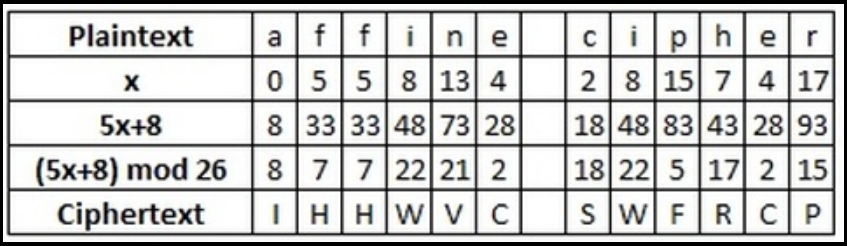 Plaintext a f f i n e c i p h e r
x 0 5 5 8 13 4 2 8 15 7 4 17
5x+8 8 33 33 48 73 28 18 48 83 43 28 93
(5x+8) mod 26 8 7 7 22 21 2 18 22 5 17 2 15
Ciphertext I H H W V C S W F R C P